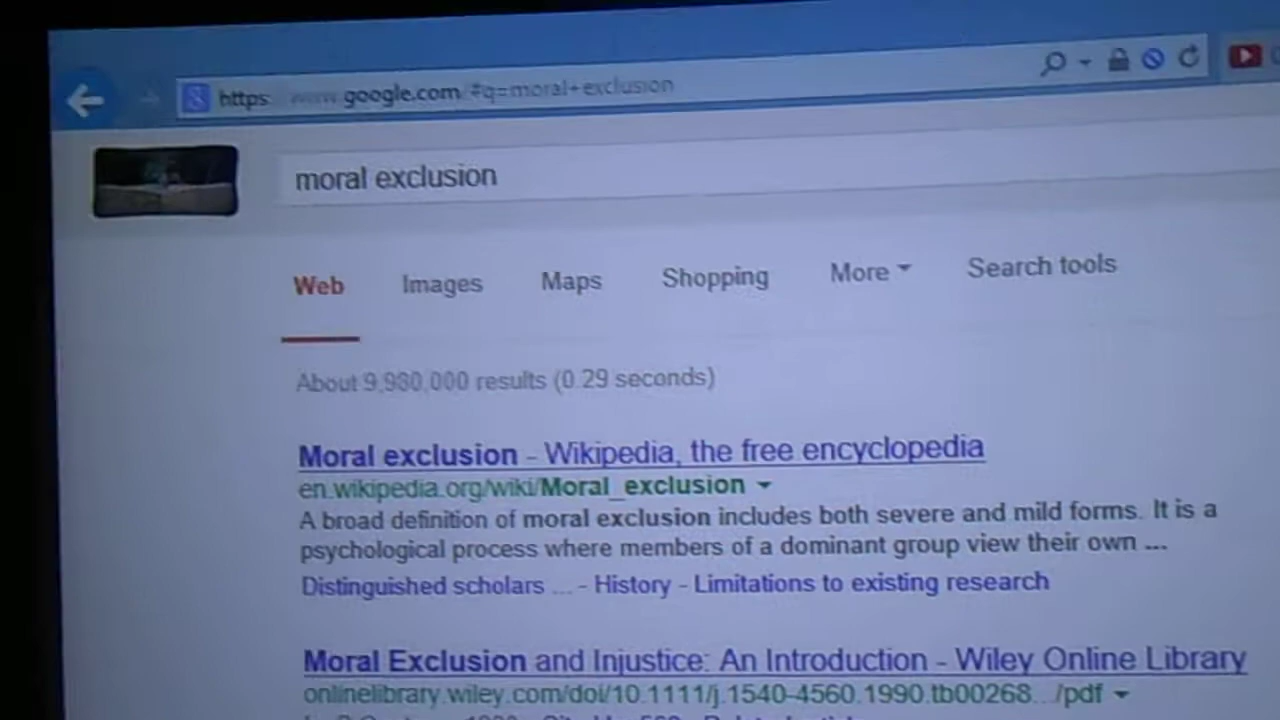 https www.google.com/#q=moral+exclusion
moral exclusion
Web Images Maps Shopping More Search tools
About 9,980,000 results (0.29 seconds)
Moral exclusion - Wikipedia, the free encyclopedia
en.wikipedia.org/wiki/Moral_exclusion
A broad definition of moral exclusion includes both severe and mild forms. It is a
psychological process where members of a dominant group view their own ...
Distinguished scholars ... - History - Limitations to existing research
Moral Exclusion and Injustice: An Introduction - Wiley Online Library
onlinelibrary.wiley.com/doi/10.1111/j.1540-4560.1990.tb00268.../pdf